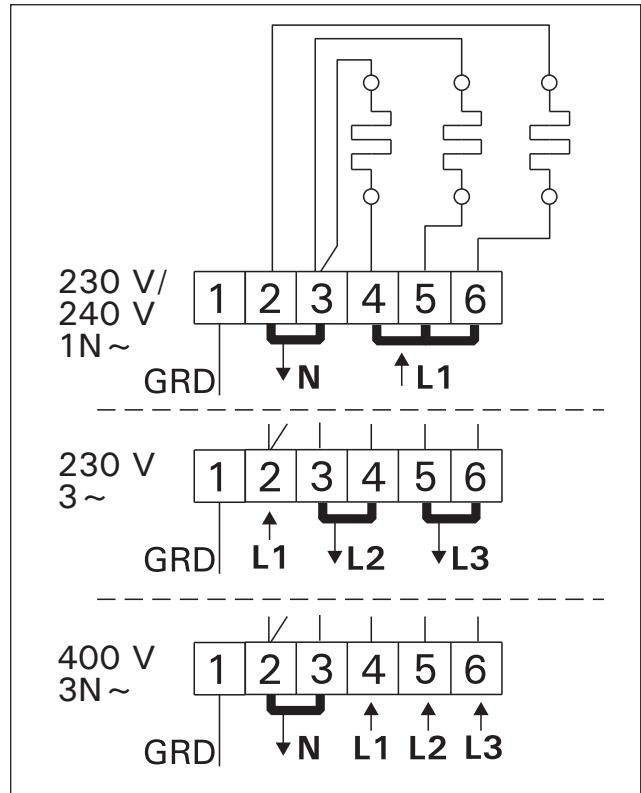 230 V/
240 V
1N ~
1 2 3 4 5 6
GRD N L1
230 V
3 ~
1 2 3 4 5 6
GRD L1 L2 L3
400 V
3N ~
1 2 3 4 5 6
GRD N L1 L2 L3